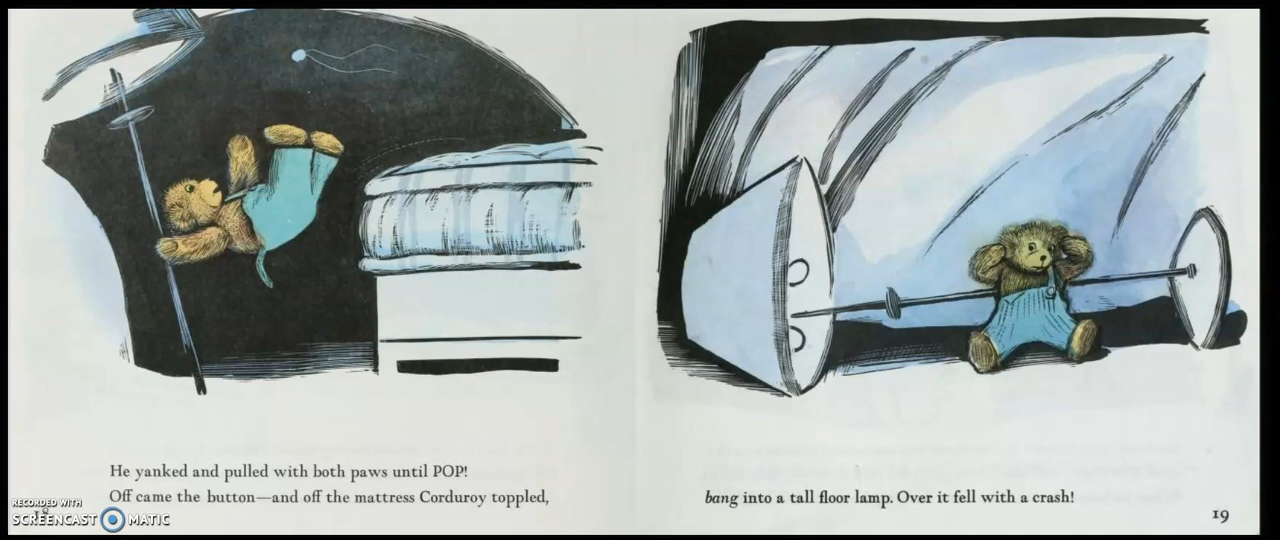 He yanked and pulled with both paws until POP!
Off came the button—and off the mattress Corduroy toppled,
bang into a tall floor lamp. Over it fell with a crash!
19
RECORDED WITH
SCREENCAST MATIC